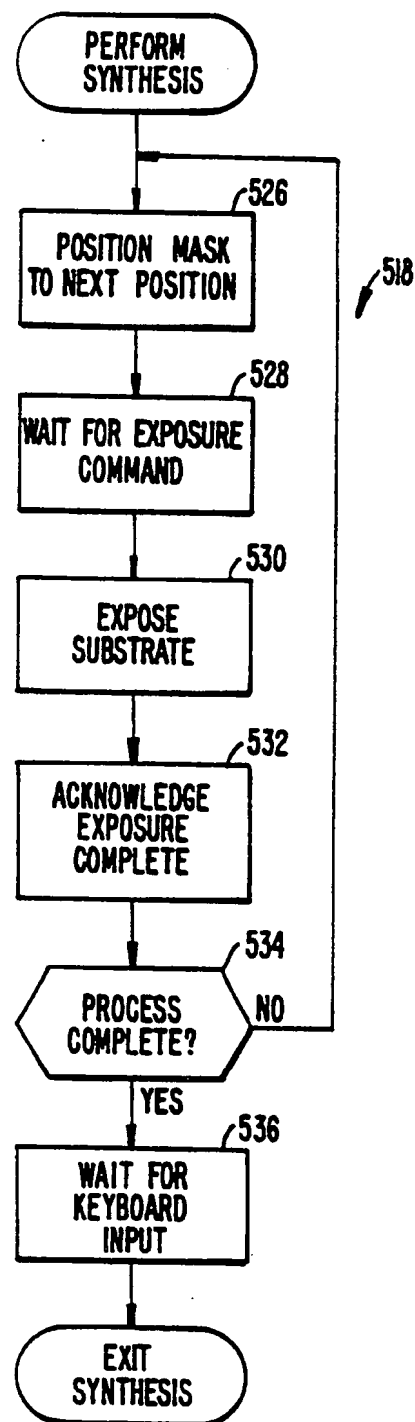 PERFORM
SYNTHESIS
526
POSITION MASK
TO NEXT POSITION
518
528
WAIT FOR EXPOSURE
COMMAND
530
EXPOSE
SUBSTRATE
532
ACKNOWLEDGE
EXPOSURE
COMPLETE
534
PROCESS
COMPLETE?
NO
YES
536
WAIT FOR
KEYBOARD
INPUT
EXIT
SYNTHESIS